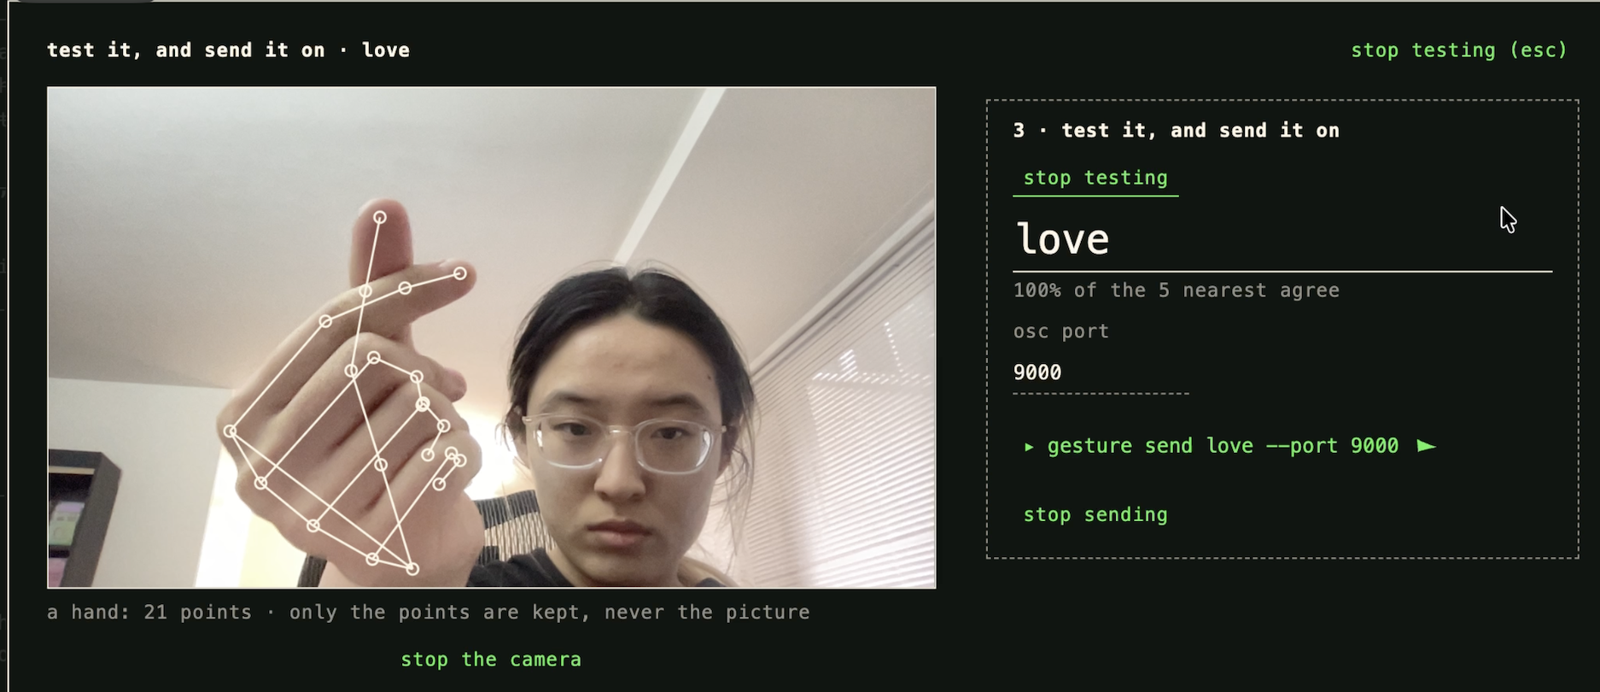 test it, and send it on · love
stop testing (esc)
3 · test it, and send it on
stop testing
love
100% of the 5 nearest agree
osc port
9000
▸ gesture send love --port 9000 ►
stop sending
a hand: 21 points · only the points are kept, never the picture
stop the camera